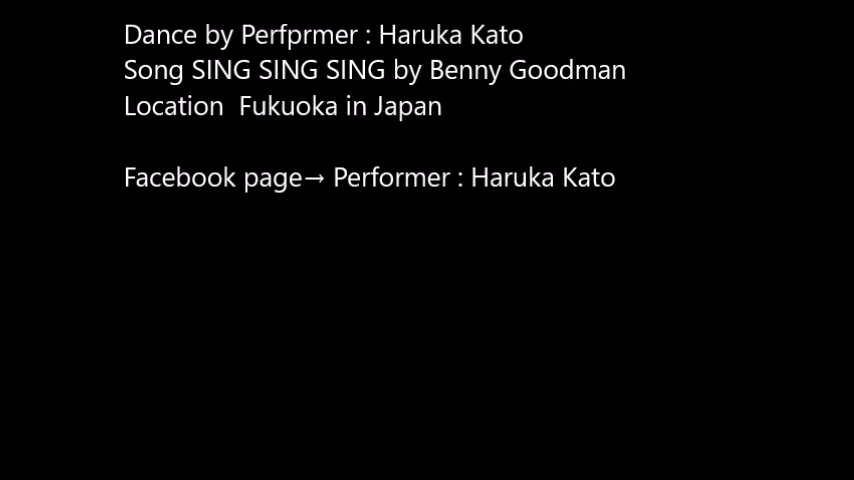 Dance by Perfprmer : Haruka Kato
Song SING SING SING by Benny Goodman
Location  Fukuoka in Japan
Facebook page→ Performer : Haruka Kato